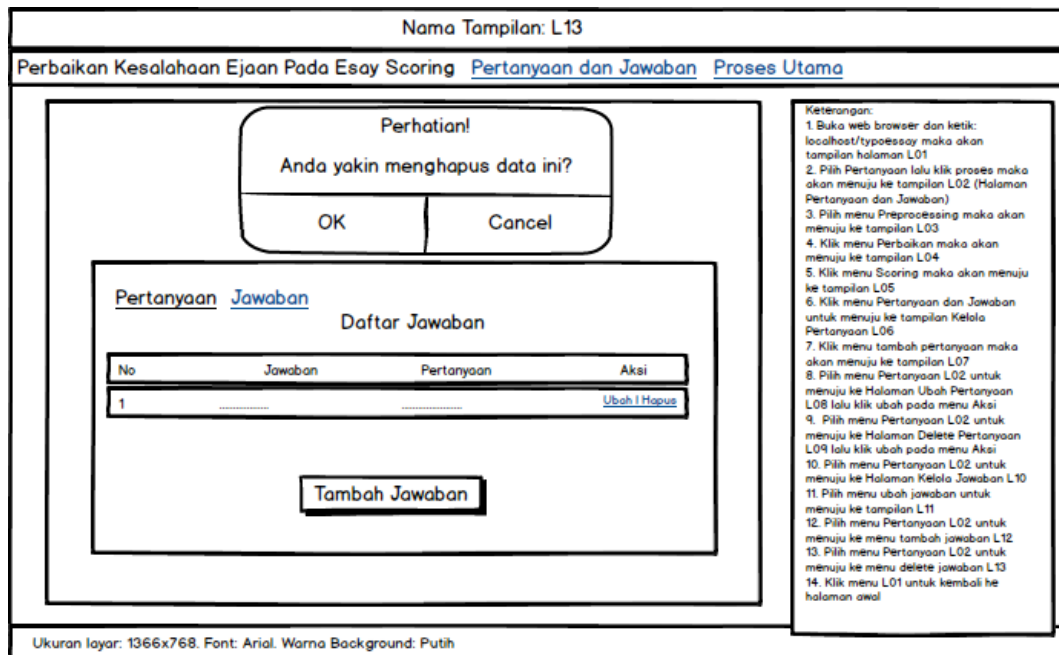 Nama Tampilan: L13
Perbaikan Kesalahaan Ejaan Pada Esay Scoring Pertanyaan dan Jawaban Proses Utama
Perhatian!
Anda yakin menghapus data ini?
OK Cancel
Pertanyaan Jawaban
Daftar Jawaban
No Jawaban Pertanyaan Aksi
1 .................. ...................... Ubah | Hapus
Tambah Jawaban
Keterangan:
1. Buka web browser dan ketik:
localhost/typoessay maka akan
tampilan halaman L01
2. Pilih Pertanyaan lalu klik proses maka
akan menuju ke tampilan L02 (Halaman
Pertanyaan dan Jawaban)
3. Pilih menu Preprocessing maka akan
menuju ke tampilan L03
4. Klik menu Perbaikan maka akan
menuju ke tampilan L04
5. Klik menu Scoring maka akan menuju
ke tampilan L05
6. Klik menu Pertanyaan dan Jawaban
untuk menuju ke tampilan Kelola
Pertanyaan L06
7. Klik menu tambah pertanyaan maka
akan menuju ke tampilan L07
8. Pilih menu Pertanyaan L02 untuk
menuju ke Halaman Ubah Pertanyaan
L08 lalu klik ubah pada menu Aksi
9. Pilih menu Pertanyaan L02 untuk
menuju ke Halaman Delete Pertanyaan
L09 lalu klik ubah pada menu Aksi
10. Pilih menu Pertanyaan L02 untuk
menuju ke Halaman Kelola Jawaban L10
11. Pilih menu ubah jawaban untuk
menuju ke tampilan L11
12. Pilih menu Pertanyaan L02 untuk
menuju ke menu tambah jawaban L12
13. Pilih menu Pertanyaan L02 untuk
menuju ke menu delete jawaban L13
14. Klik menu L01 untuk kembali he
halaman awal
Ukuran layar: 1366x768. Font: Arial. Warna Background: Putih